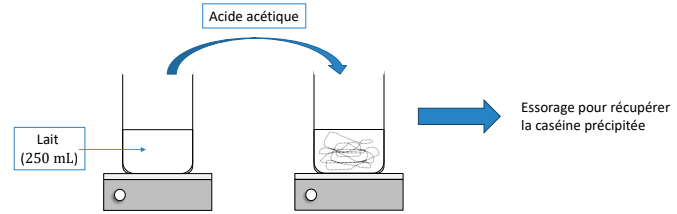 Acide acétique
Lait
(250 mL)
Essorage pour récupérer
la caséine précipitée